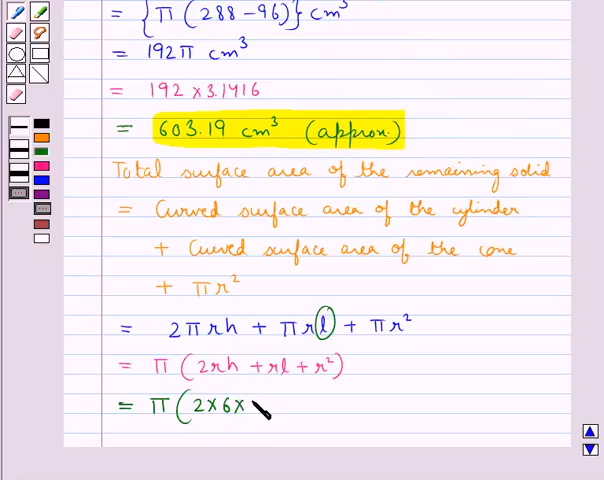 = {π (288 - 96)} cm³
= 192π cm³
= 192 × 3.1416
= 603.19 cm³ (approx.)
Total surface area of the remaining solid
= Curved surface area of the cylinder
+ Curved surface area of the cone
+ πr²
= 2πrh + πrl + πr²
= π (2rh + rl + r²)
= π (2×6×